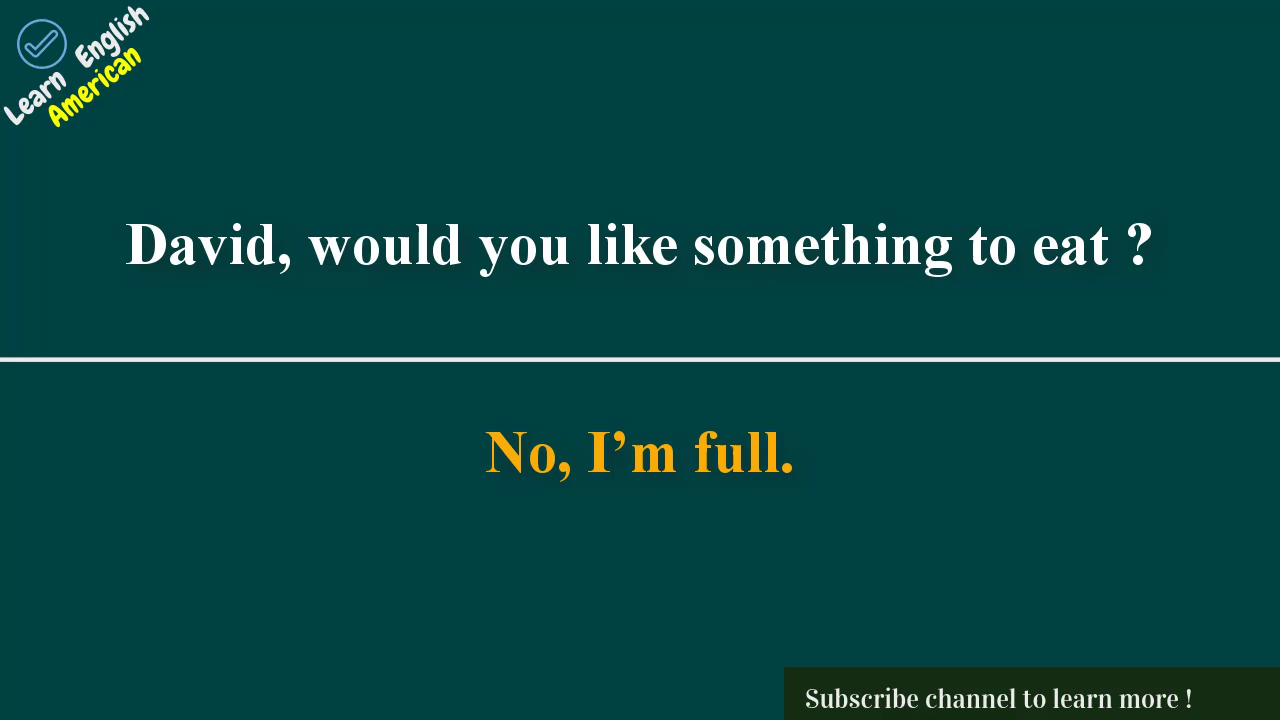 Learn English
American
David, would you like something to eat ?
No, I’m full.
Subscribe channel to learn more !